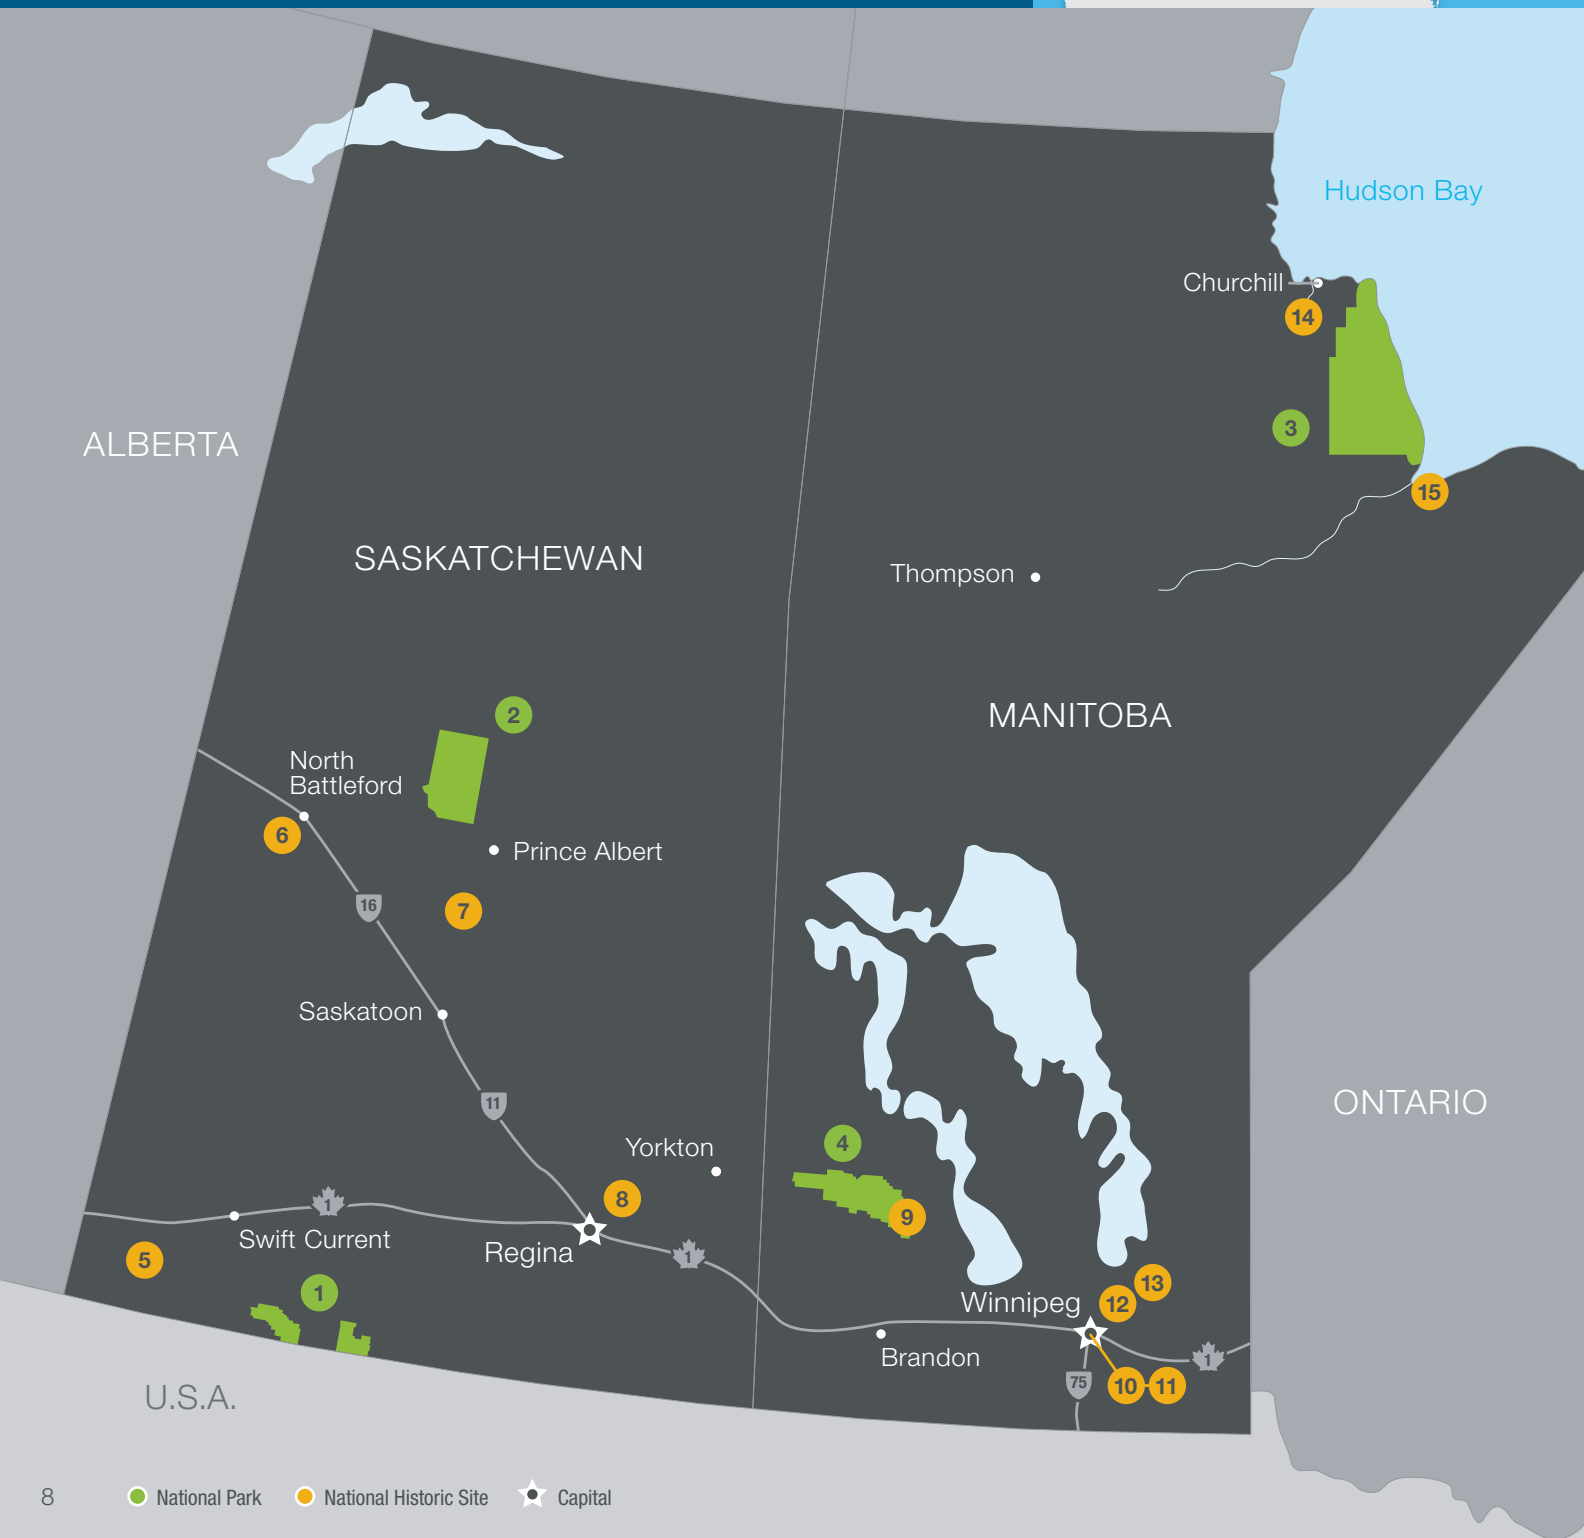 Hudson Bay
Churchill
14
ALBERTA
3
15
SASKATCHEWAN
Thompson
2
MANITOBA
North
Battleford
6
Prince Albert
16
7
Saskatoon
11
ONTARIO
4
Yorkton
8
9
1
Swift Current
Regina
1
5
1
13
12
Winnipeg
Brandon
1
75
10
11
U.S.A.
8
National Park
National Historic Site
Capital